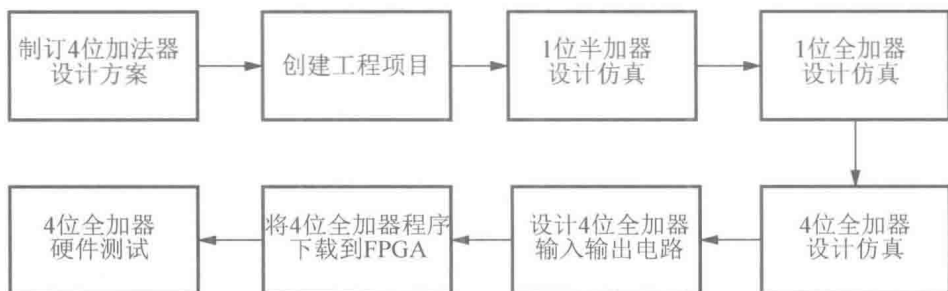 制订4位加法器
设计方案
创建工程项目
1位半加器
设计仿真
1位全加器
设计仿真
4位全加器
设计仿真
设计4位全加器
输入输出电路
将4位全加器程序
下载到FPGA
4位全加器
硬件测试